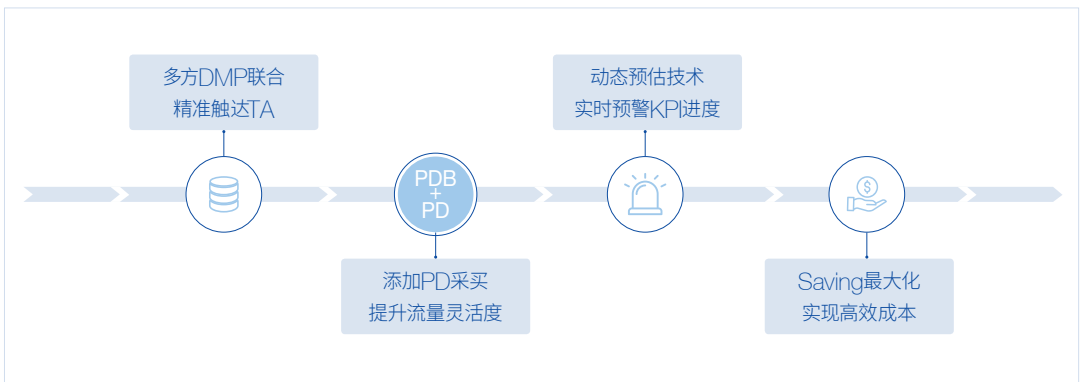 多方DMP联合
精准触达TA
PDB
+
PD
添加PD采买
提升流量灵活度
动态预估技术
实时预警KPI进度
$
Saving最大化
实现高效成本